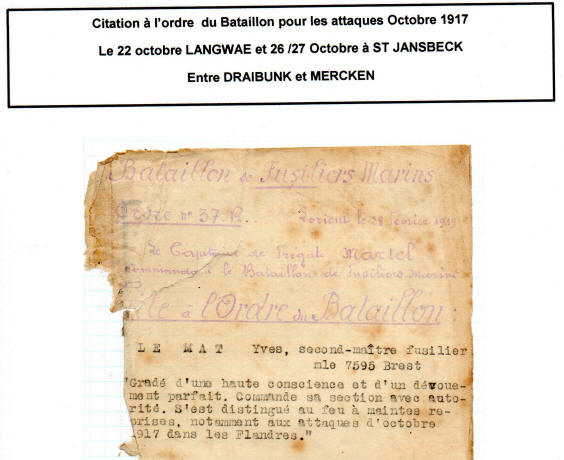 Citation à l'ordre du Bataillon pour les attaques Octobre 1917
Le 22 octobre LANGWAE et 26 /27 Octobre à ST JANSBECK
Entre DRAIBUNK et MERCKEN
Bataillon de Fusiliers Marins
Ordre n° 37.R. Lorient le 28 février 1919
Le Capitaine de Frégate Martel
Commandant le Bataillon de Fusiliers Marins
Cite à l'Ordre du Bataillon :
LE MAT Yves, second-maître fusilier
mle 7595 Brest
"Gradé d'une haute conscience et d'un dévoue-
ment parfait. Commande sa section avec auto-
rité. S'est distingué au feu à maintes re-
prises, notamment aux attaques d'octobre
1917 dans les Flandres."